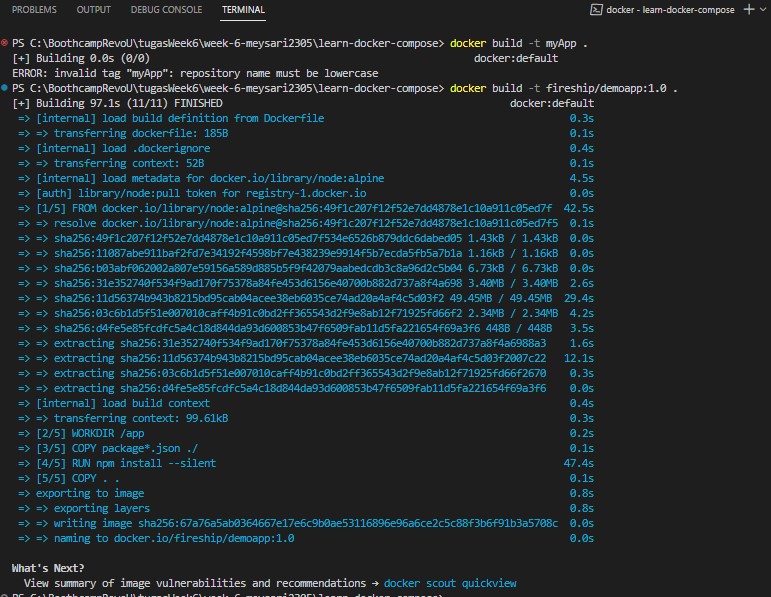 PROBLEMS OUTPUT DEBUG CONSOLE TERMINAL docker - learn-docker-compose
PS C:\BoothcampRevoU\tugasWeek6\week-6-meysari2305\learn-docker-compose> docker build -t myApp .
[+] Building 0.0s (0/0) docker:default
ERROR: invalid tag "myApp": repository name must be lowercase
PS C:\BoothcampRevoU\tugasWeek6\week-6-meysari2305\learn-docker-compose> docker build -t fireship/demoapp:1.0 .
[+] Building 97.1s (11/11) FINISHED docker:default
=> [internal] load build definition from Dockerfile 0.3s
=> => transferring dockerfile: 185B 0.1s
=> [internal] load .dockerignore 0.4s
=> => transferring context: 52B 0.1s
=> [internal] load metadata for docker.io/library/node:alpine 4.5s
=> [auth] library/node:pull token for registry-1.docker.io 0.0s
=> [1/5] FROM docker.io/library/node:alpine@sha256:49f1c207f12f52e7dd4878e1c10a911c05ed7f 42.5s
=> => resolve docker.io/library/node:alpine@sha256:49f1c207f12f52e7dd4878e1c10a911c05ed7f5 0.1s
=> => sha256:49f1c207f12f52e7dd4878e1c10a911c05ed7f534e6526b879ddc6dabed05 1.43kB / 1.43kB 0.0s
=> => sha256:11087abe911baf2fd7e34192f4598bf7e438239e9914f5b7ecda5fb5a7b1a 1.16kB / 1.16kB 0.0s
=> => sha256:b03abf062002a807e59156a589d885b5f9f42079aabedcdb3c8a96d2c5b04 6.73kB / 6.73kB 0.0s
=> => sha256:31e352740f534f9ad170f75378a84fe453d6156e40700b882d737a8f4a698 3.40MB / 3.40MB 2.6s
=> => sha256:11d56374b943b8215bd95cab04acee38eb6035ce74ad20a4af4c5d03f2 49.45MB / 49.45MB 29.4s
=> => sha256:03c6b1d5f51e007010caff4b91c0bd2ff365543d2f9e8ab12f71925fd66f2 2.34MB / 2.34MB 4.2s
=> => sha256:d4fe5e85fcdfc5a4c18d844da93d600853b47f6509fab11d5fa221654f69a3f6 448B / 448B 3.5s
=> => extracting sha256:31e352740f534f9ad170f75378a84fe453d6156e40700b882d737a8f4a6988a3 1.6s
=> => extracting sha256:11d56374b943b8215bd95cab04acee38eb6035ce74ad20a4af4c5d03f2007c22 12.1s
=> => extracting sha256:03c6b1d5f51e007010caff4b91c0bd2ff365543d2f9e8ab12f71925fd66f2670 0.3s
=> => extracting sha256:d4fe5e85fcdfc5a4c18d844da93d600853b47f6509fab11d5fa221654f69a3f6 0.0s
=> [internal] load build context 0.4s
=> => transferring context: 99.61kB 0.3s
=> [2/5] WORKDIR /app 0.2s
=> [3/5] COPY package*.json ./ 0.1s
=> [4/5] RUN npm install --silent 47.4s
=> [5/5] COPY . . 0.1s
=> exporting to image 0.8s
=> => exporting layers 0.8s
=> => writing image sha256:67a76a5ab0364667e17e6c9b0ae53116896e96a6ce2c5c88f3b6f91b3a5708c 0.0s
=> => naming to docker.io/fireship/demoapp:1.0 0.0s
What's Next?
View summary of image vulnerabilities and recommendations → docker scout quickview
PS C:\BoothcampRevoU\tugasWeek6\week-6-meysari2305\learn-docker-compose>